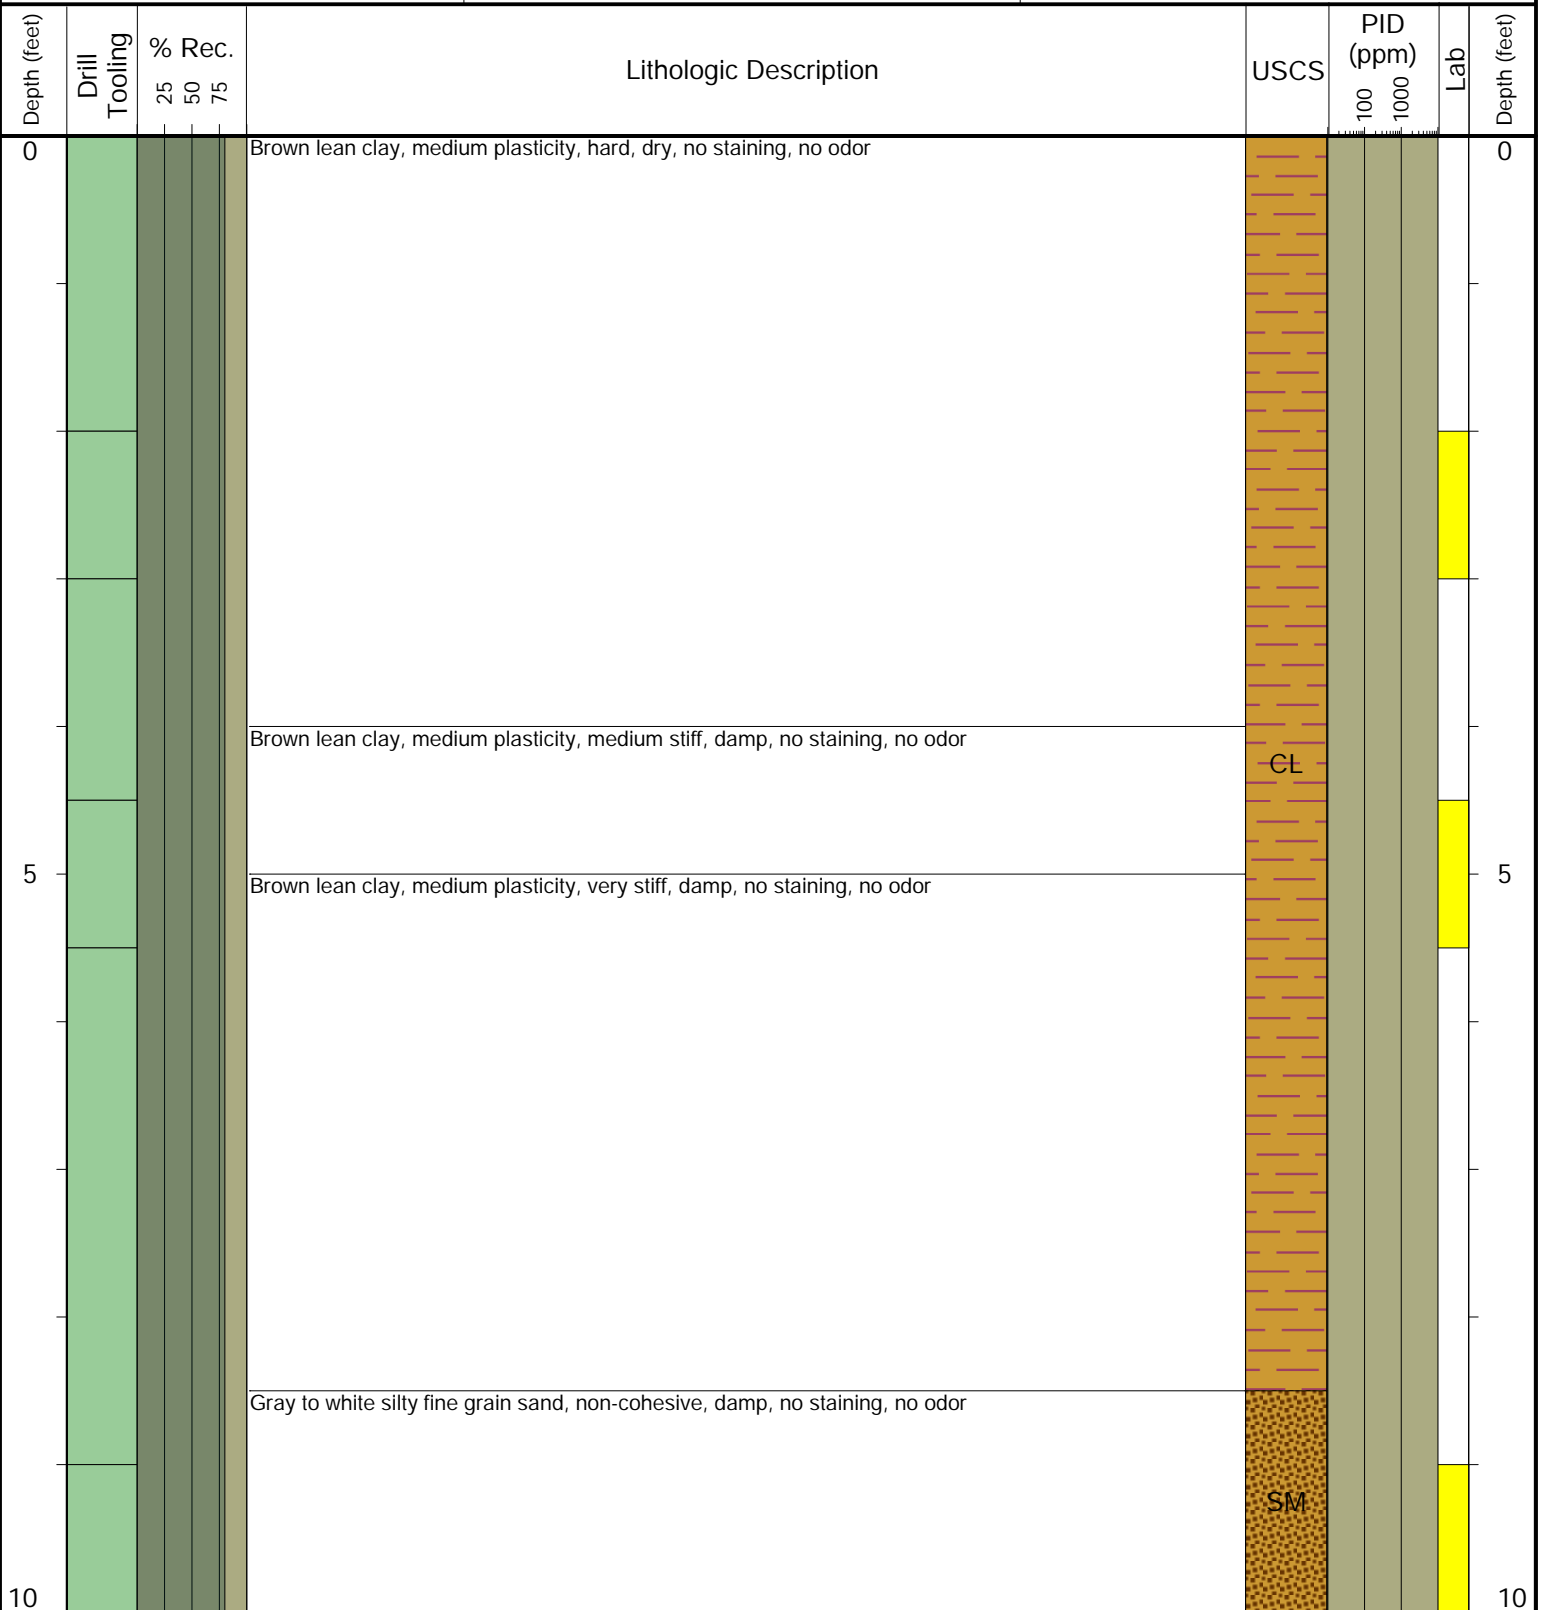 Depth (feet)
Drill
Tooling
% Rec.
25
50
75
Lithologic Description
USCS
PID
(ppm)
100
1000
Lab
Depth (feet)
0
Brown lean clay, medium plasticity, hard, dry, no staining, no odor
0
Brown lean clay, medium plasticity, medium stiff, damp, no staining, no odor
CL
5
Brown lean clay, medium plasticity, very stiff, damp, no staining, no odor
5
Gray to white silty fine grain sand, non-cohesive, damp, no staining, no odor
SM
10
10